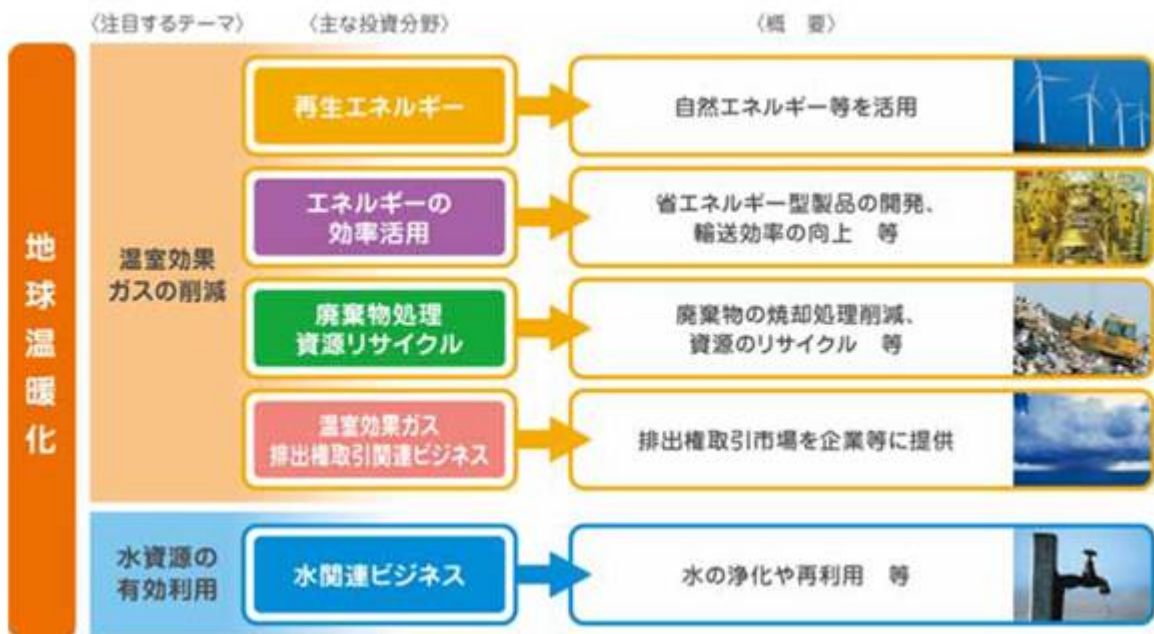 〈注目するテーマ〉
〈主な投資分野〉
〈概 要〉
地球温暖化
温室効果
ガスの削減
再生エネルギー
自然エネルギー等を活用
エネルギーの
効率活用
省エネルギー型製品の開発、
輸送効率の向上 等
廃棄物処理
資源リサイクル
廃棄物の焼却処理削減、
資源のリサイクル 等
温室効果ガス
排出権取引関連ビジネス
排出権取引市場を企業等に提供
水資源の
有効利用
水関連ビジネス
水の浄化や再利用 等